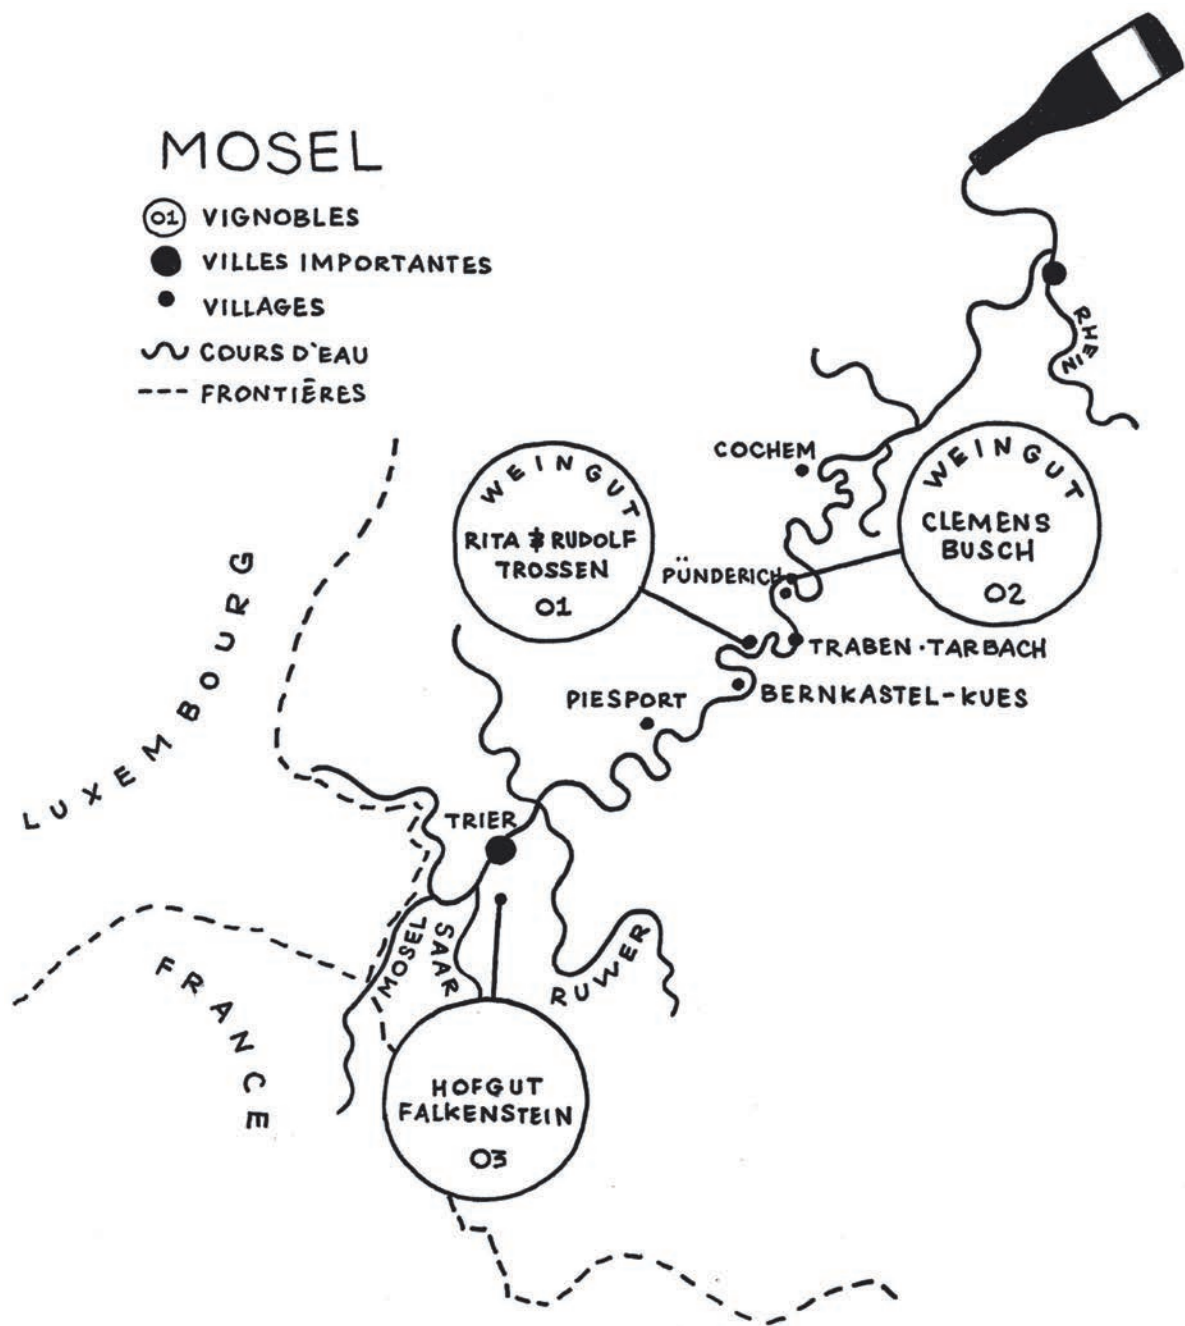 MOSEL
01 VIGNOBLES
VILLES IMPORTANTES
VILLAGES
COURS D'EAU
FRONTIĒRES
RHEIN
COCHEM
WEINGUT
RITA & RUDOLF
TROSSEN
01
WEINGUT
CLEMENS
BUSCH
02
PÜNDERICH
TRABEN·TARBACH
BERNKASTEL-KUES
PIESPORT
LUXEMBOURG
TRIER
MOSEL
SAAR
RUWER
FRANCE
HOFGUT
FALKENSTEIN
03